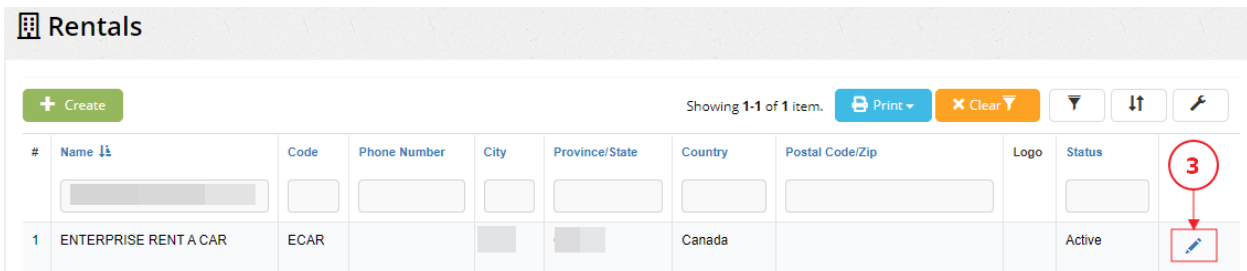 Rentals
Create
Showing 1-1 of 1 item.
Print
Clear
# Name Code Phone Number City Province/State Country Postal Code/Zip Logo Status
3
1 ENTERPRISE RENT A CAR ECAR Canada Active